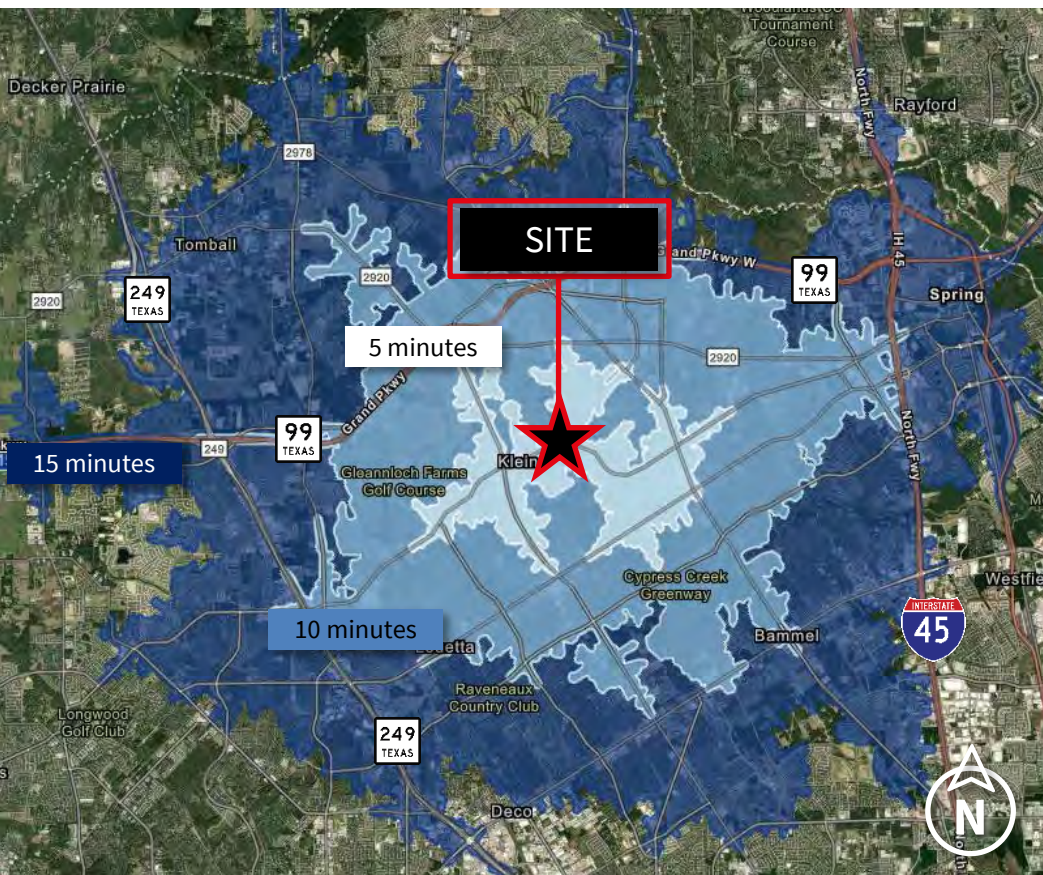 Woodlands CC
Tournament
Course
Decker Prairie
North Fwy
Rayford
2978
SITE
Tomball
Grand Pkwy W
IH 45
2920
99
TEXAS
249
TEXAS
2920
Spring
5 minutes
2920
Grand Pkwy
99
TEXAS
249
15 minutes
Klein
North Fwy
Gleannloch Farms
Golf Course
Cypress Creek
Greenway
INTERSTATE
45
10 minutes
Bammel
Raveneaux
Country Club
Longwood
Golf Club
249
TEXAS
Deco
N
North